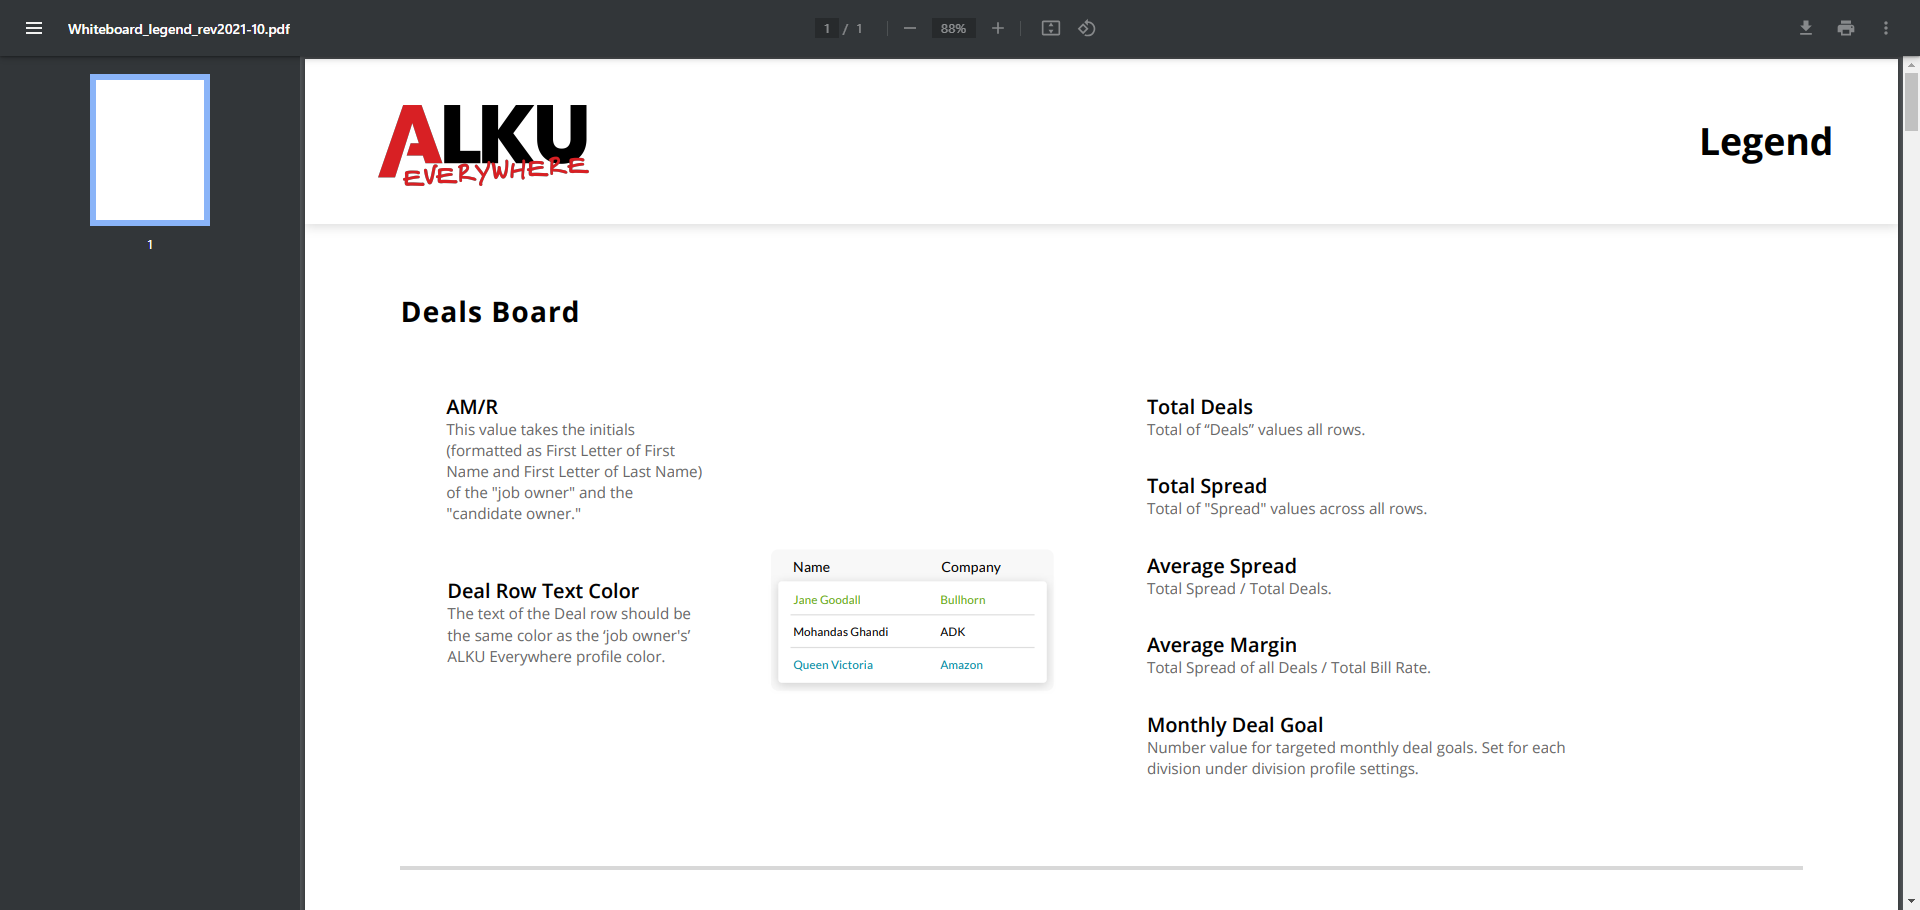 Whiteboard_legend_rev2021-10.pdf
1 / 1
88%
1
ALKU
EVERYWHERE
Legend
Deals Board
AM/R
This value takes the initials
(formatted as First Letter of First
Name and First Letter of Last Name)
of the "job owner" and the
"candidate owner."
Deal Row Text Color
The text of the Deal row should be
the same color as the ‘job owner's’
ALKU Everywhere profile color.
Name Company
Jane Goodall Bullhorn
Mohandas Ghandi ADK
Queen Victoria Amazon
Total Deals
Total of “Deals” values all rows.
Total Spread
Total of "Spread" values across all rows.
Average Spread
Total Spread / Total Deals.
Average Margin
Total Spread of all Deals / Total Bill Rate.
Monthly Deal Goal
Number value for targeted monthly deal goals. Set for each
division under division profile settings.